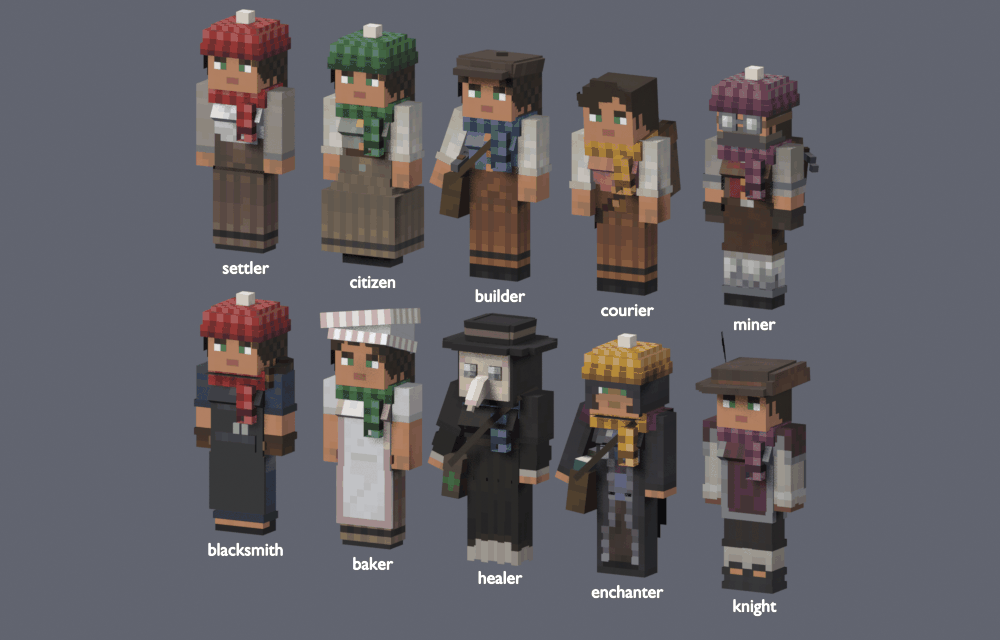 settler
citizen
builder
courier
miner
blacksmith
baker
healer
enchanter
knight